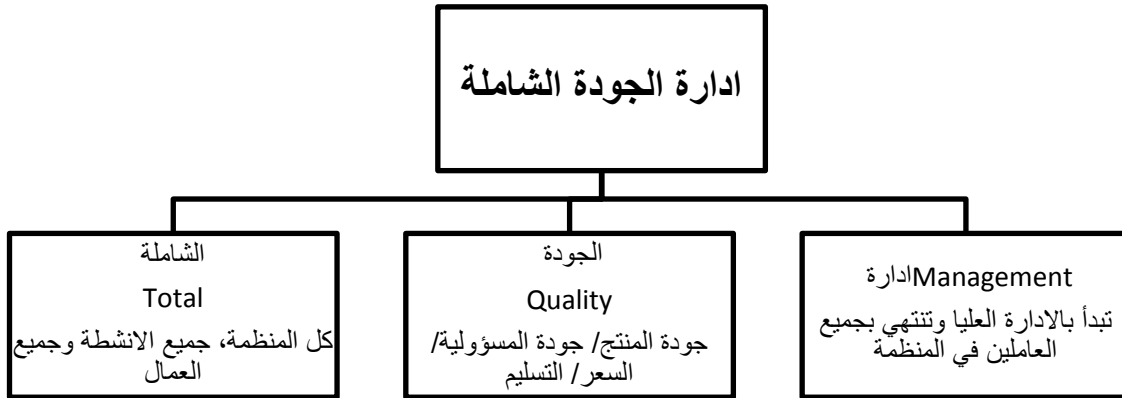 ادارة الجودة الشاملة
ادارةManagement
تبدأ بالادارة العليا وتنتهي بجميع
العاملين في المنظمة
الجودة
Quality
جودة المنتج/ جودة المسؤولية/
السعر/ التسليم
الشاملة
Total
كل المنظمة، جميع الانشطة وجميع
العمال